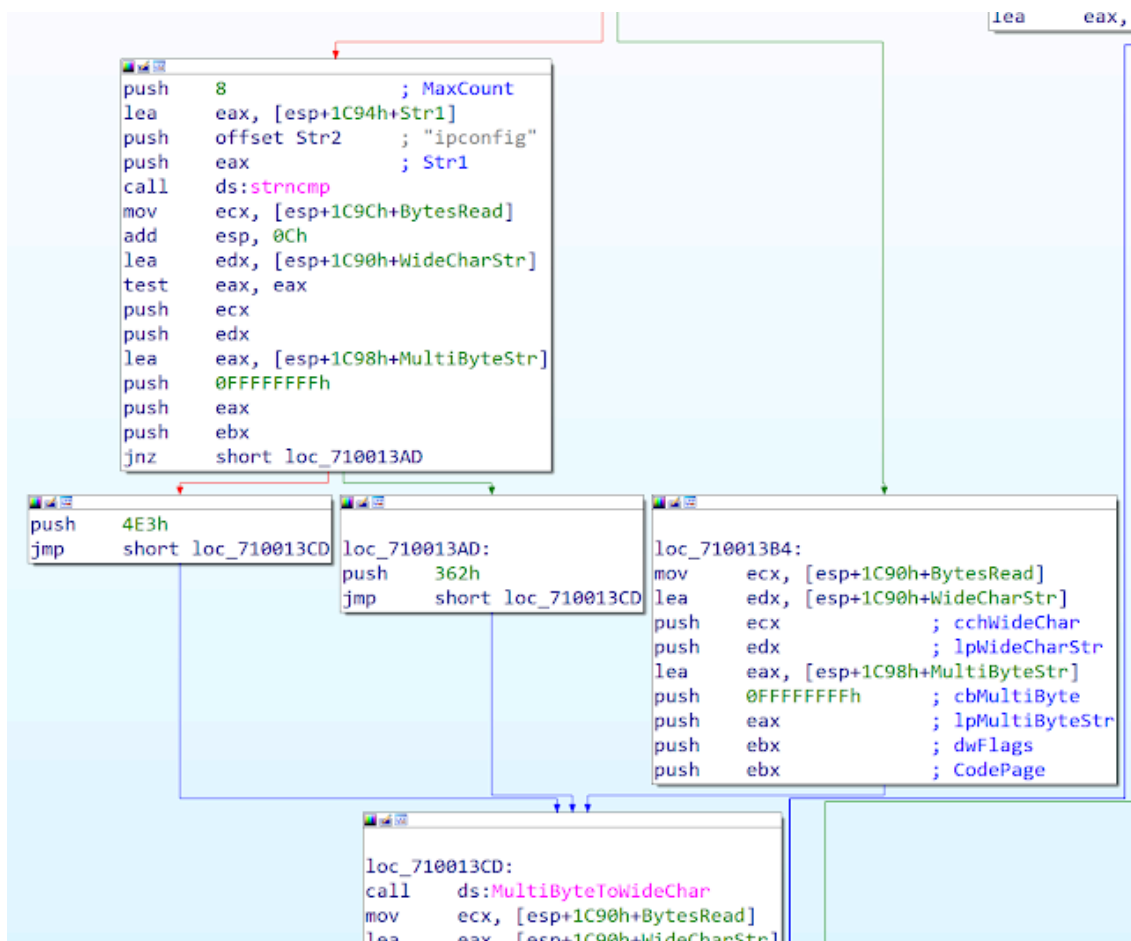 lea eax,
push 8 ; MaxCount
lea eax, [esp+1C94h+Str1]
push offset Str2 ; "ipconfig"
push eax ; Str1
call ds:strncmp
mov ecx, [esp+1C9Ch+BytesRead]
add esp, 0Ch
lea edx, [esp+1C90h+WideCharStr]
test eax, eax
push ecx
push edx
lea eax, [esp+1C98h+MultiByteStr]
push 0FFFFFFFFh
push eax
push ebx
jnz short loc_710013AD
push 4E3h
jmp short loc_710013CD
loc_710013AD:
push 362h
jmp short loc_710013CD
loc_710013B4:
mov ecx, [esp+1C90h+BytesRead]
lea edx, [esp+1C90h+WideCharStr]
push ecx ; cchWideChar
push edx ; lpWideCharStr
lea eax, [esp+1C98h+MultiByteStr]
push 0FFFFFFFFh ; cbMultiByte
push eax ; lpMultiByteStr
push ebx ; dwFlags
push ebx ; CodePage
loc_710013CD:
call ds:MultiByteToWideChar
mov ecx, [esp+1C90h+BytesRead]
lea eax, [esp+1C90h+WideCharStr]